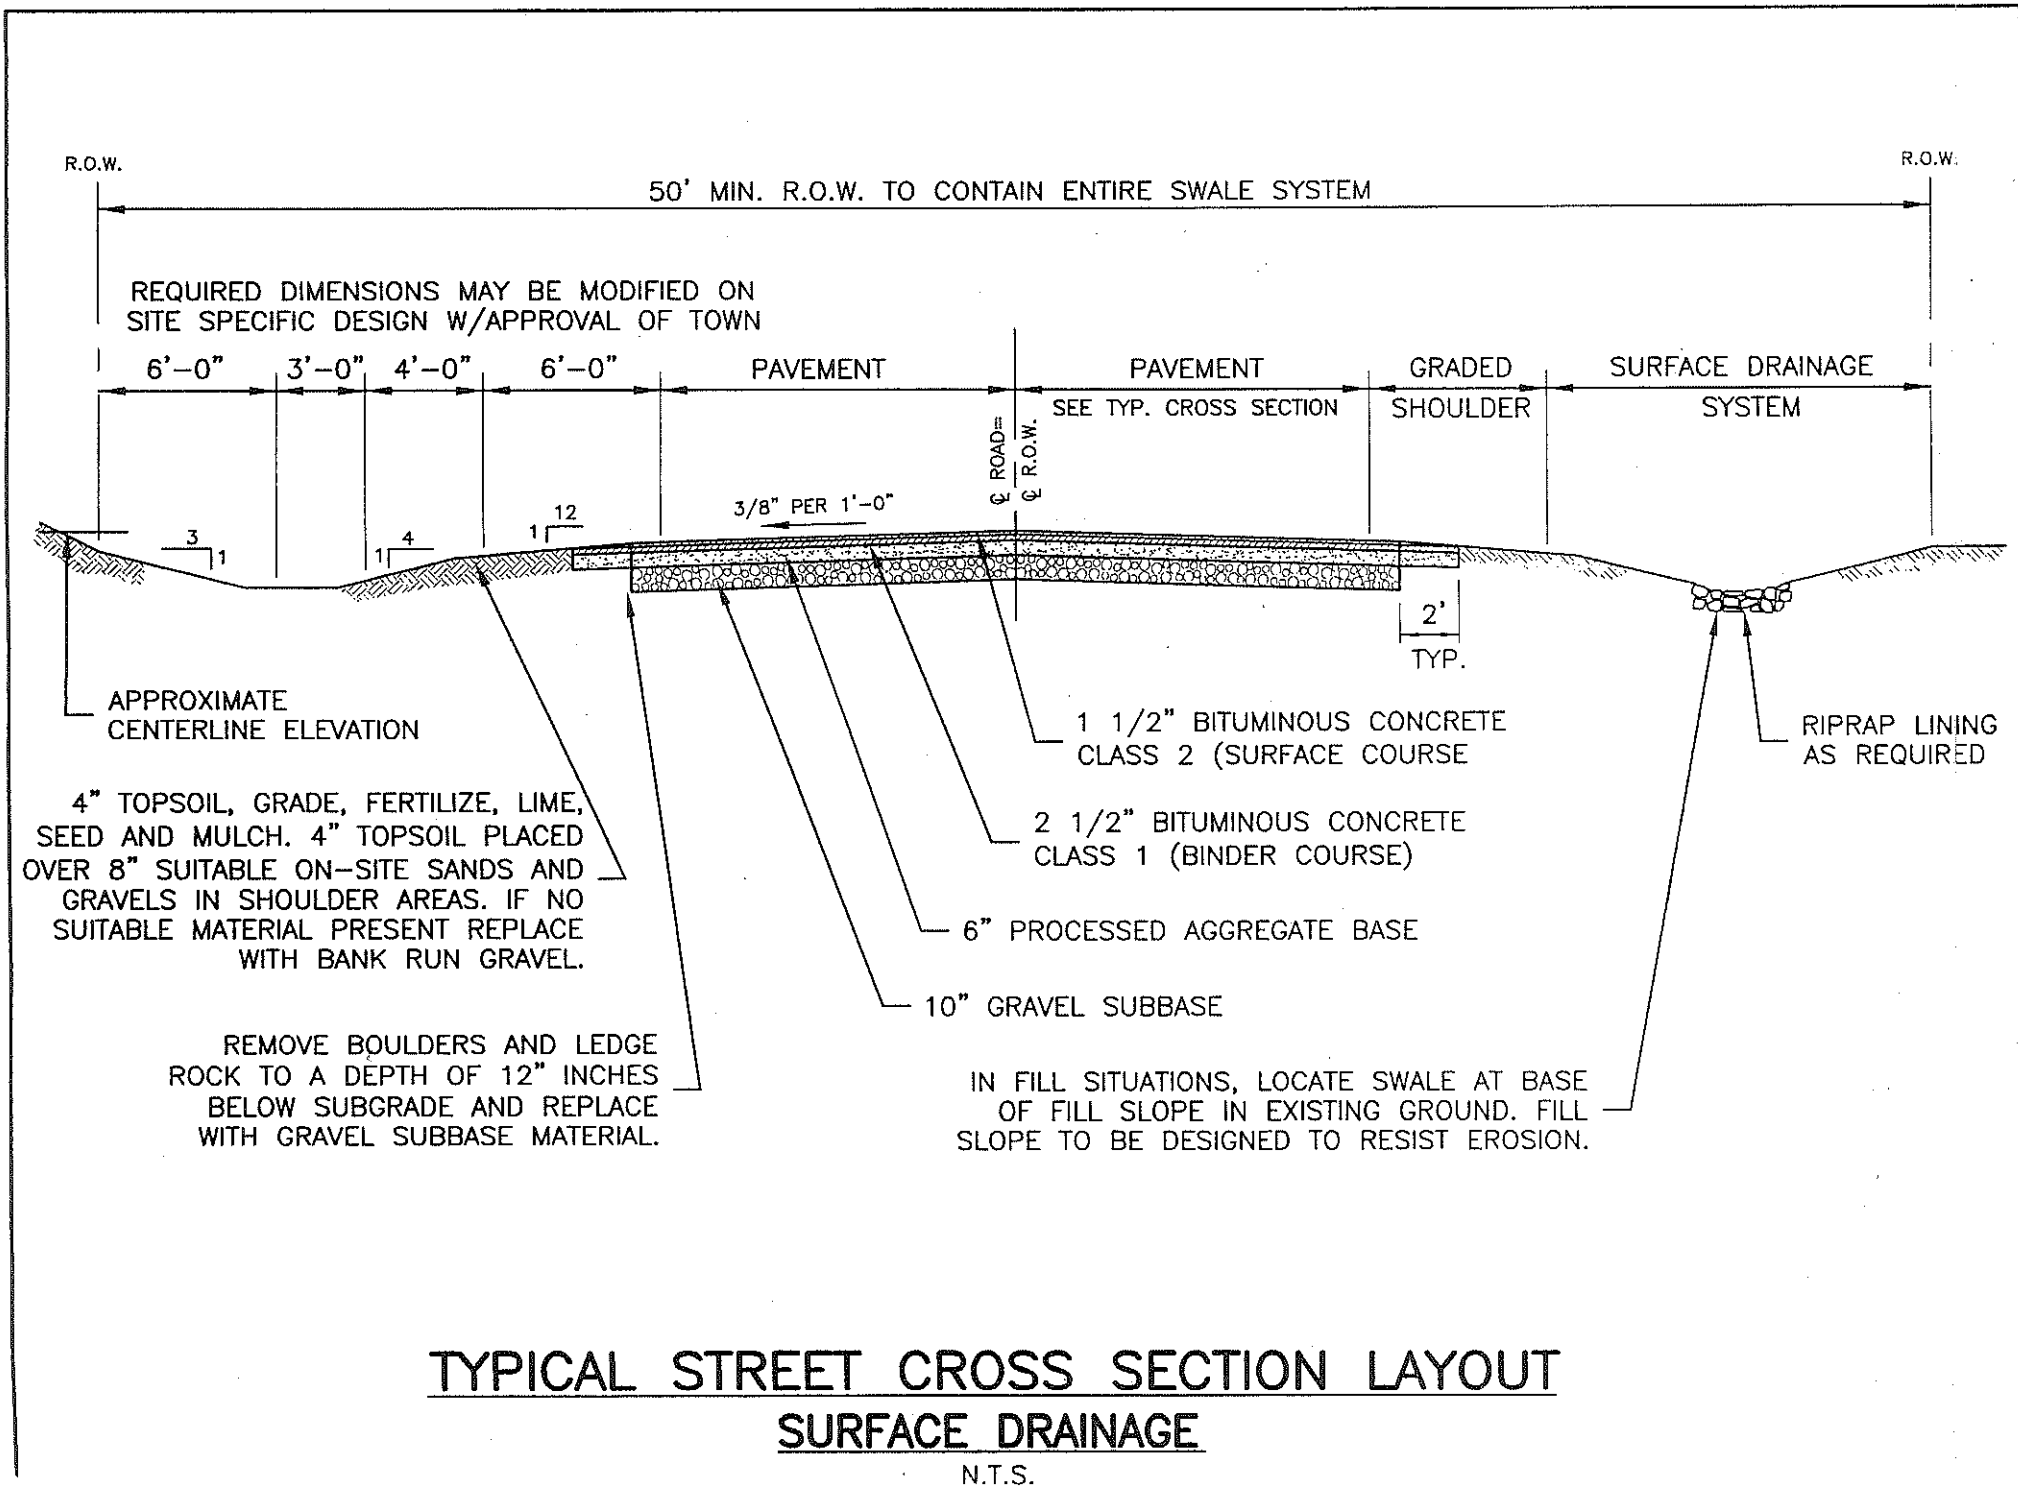 R.O.W.
R.O.W.
50' MIN. R.O.W. TO CONTAIN ENTIRE SWALE SYSTEM
REQUIRED DIMENSIONS MAY BE MODIFIED ON
SITE SPECIFIC DESIGN W/APPROVAL OF TOWN
6'-0" 3'-0" 4'-0" 6'-0" PAVEMENT
PAVEMENT
SEE TYP. CROSS SECTION
GRADED
SHOULDER
SURFACE DRAINAGE
SYSTEM
℄ ROAD=
℄ R.O.W.
3/8" PER 1'-0"
3
1
1
4
1
12
2'
TYP.
APPROXIMATE
CENTERLINE ELEVATION
4" TOPSOIL, GRADE, FERTILIZE, LIME,
SEED AND MULCH. 4" TOPSOIL PLACED
OVER 8" SUITABLE ON-SITE SANDS AND
GRAVELS IN SHOULDER AREAS. IF NO
SUITABLE MATERIAL PRESENT REPLACE
WITH BANK RUN GRAVEL.
REMOVE BOULDERS AND LEDGE
ROCK TO A DEPTH OF 12" INCHES
BELOW SUBGRADE AND REPLACE
WITH GRAVEL SUBBASE MATERIAL.
1 1/2" BITUMINOUS CONCRETE
CLASS 2 (SURFACE COURSE
2 1/2" BITUMINOUS CONCRETE
CLASS 1 (BINDER COURSE)
6" PROCESSED AGGREGATE BASE
10" GRAVEL SUBBASE
RIPRAP LINING
AS REQUIRED
IN FILL SITUATIONS, LOCATE SWALE AT BASE
OF FILL SLOPE IN EXISTING GROUND. FILL
SLOPE TO BE DESIGNED TO RESIST EROSION.
TYPICAL STREET CROSS SECTION LAYOUT
SURFACE DRAINAGE
N.T.S.